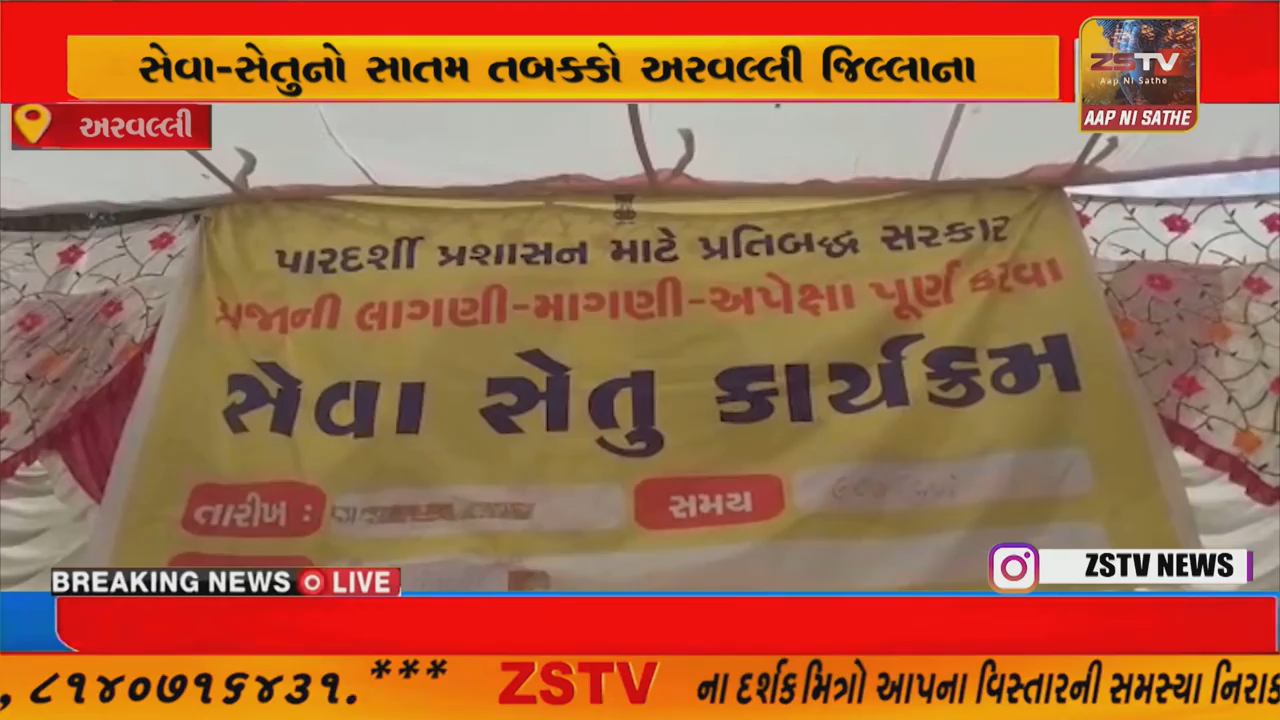 સેવા-સેતુનો સાતમ તબક્કો અરવલ્લી જિલ્લાના
ZSTV
Aap Ni Sathe
AAP NI SATHE
અરવલ્લી
પારદર્શી પ્રશાસન માટે પ્રતિબદ્ધ સરકાર
પ્રજાની લાગણી-માગણી-અપેક્ષા પૂર્ણ કરવા
સેવા સેતુ કાર્યક્રમ
તારીખ :
સમય
ZSTV NEWS
BREAKING NEWS LIVE
, ૮૧૪૦૭૧૬૪૩૧.*** ZSTV ના દર્શક મિત્રો આપના વિસ્તારની સમસ્યા નિરાક